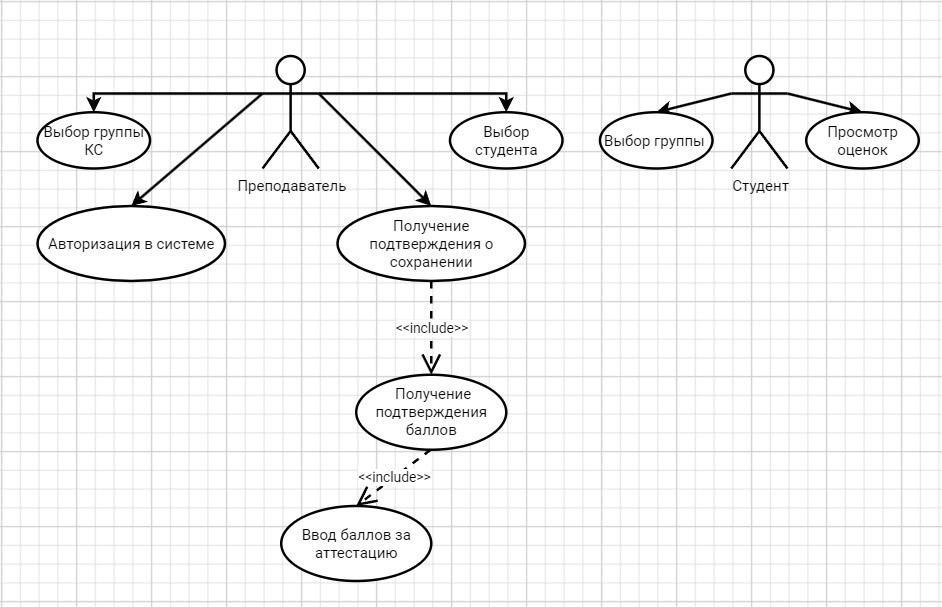 Выбор группы
КС
Преподаватель
Выбор
студента
Выбор группы
Просмотр
оценок
Студент
Авторизация в системе
Получение
подтверждения о
сохранении
<<include>>
Получение
подтверждения
баллов
<<include>>
Ввод баллов за
аттестацию